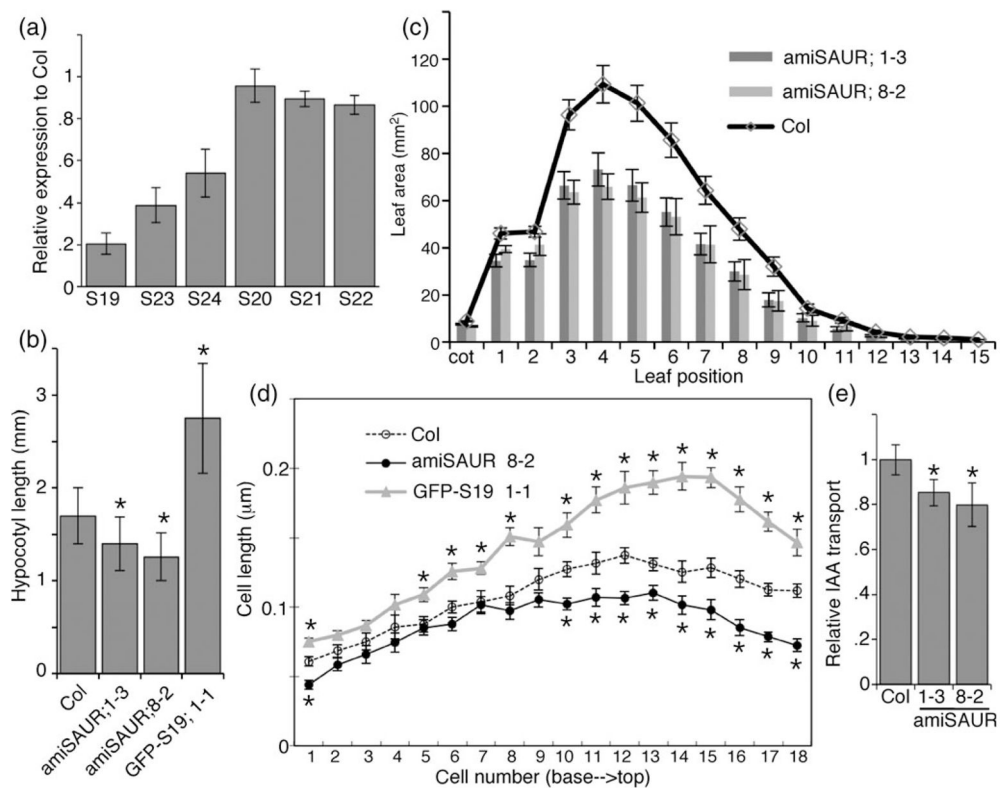 (a)
Relative expression to Col
1
.8
.6
.4
.2
0
S19 S23 S24 S20 S21 S22
(c)
Leaf area (mm²)
120
100
80
60
40
20
0
amiSAUR; 1-3
amiSAUR; 8-2
Col
cot 1 2 3 4 5 6 7 8 9 10 11 12 13 14 15
Leaf position
(b)
Hypocotyl length (mm)
3
2
1
0
* * *
Col
amiSAUR;1-3
amiSAUR;8-2
GFP-S19; 1-1
(d)
Cell length (μm)
0.2
0.1
0
Col
amiSAUR 8-2
GFP-S19 1-1
* * * * * * * * * * * * * *
* * * * * * * * * *
1 2 3 4 5 6 7 8 9 10 11 12 13 14 15 16 17 18
Cell number (base-->top)
(e)
Relative IAA transport
1
.8
.6
.4
.2
0
* *
Col 1-3 8-2
amiSAUR